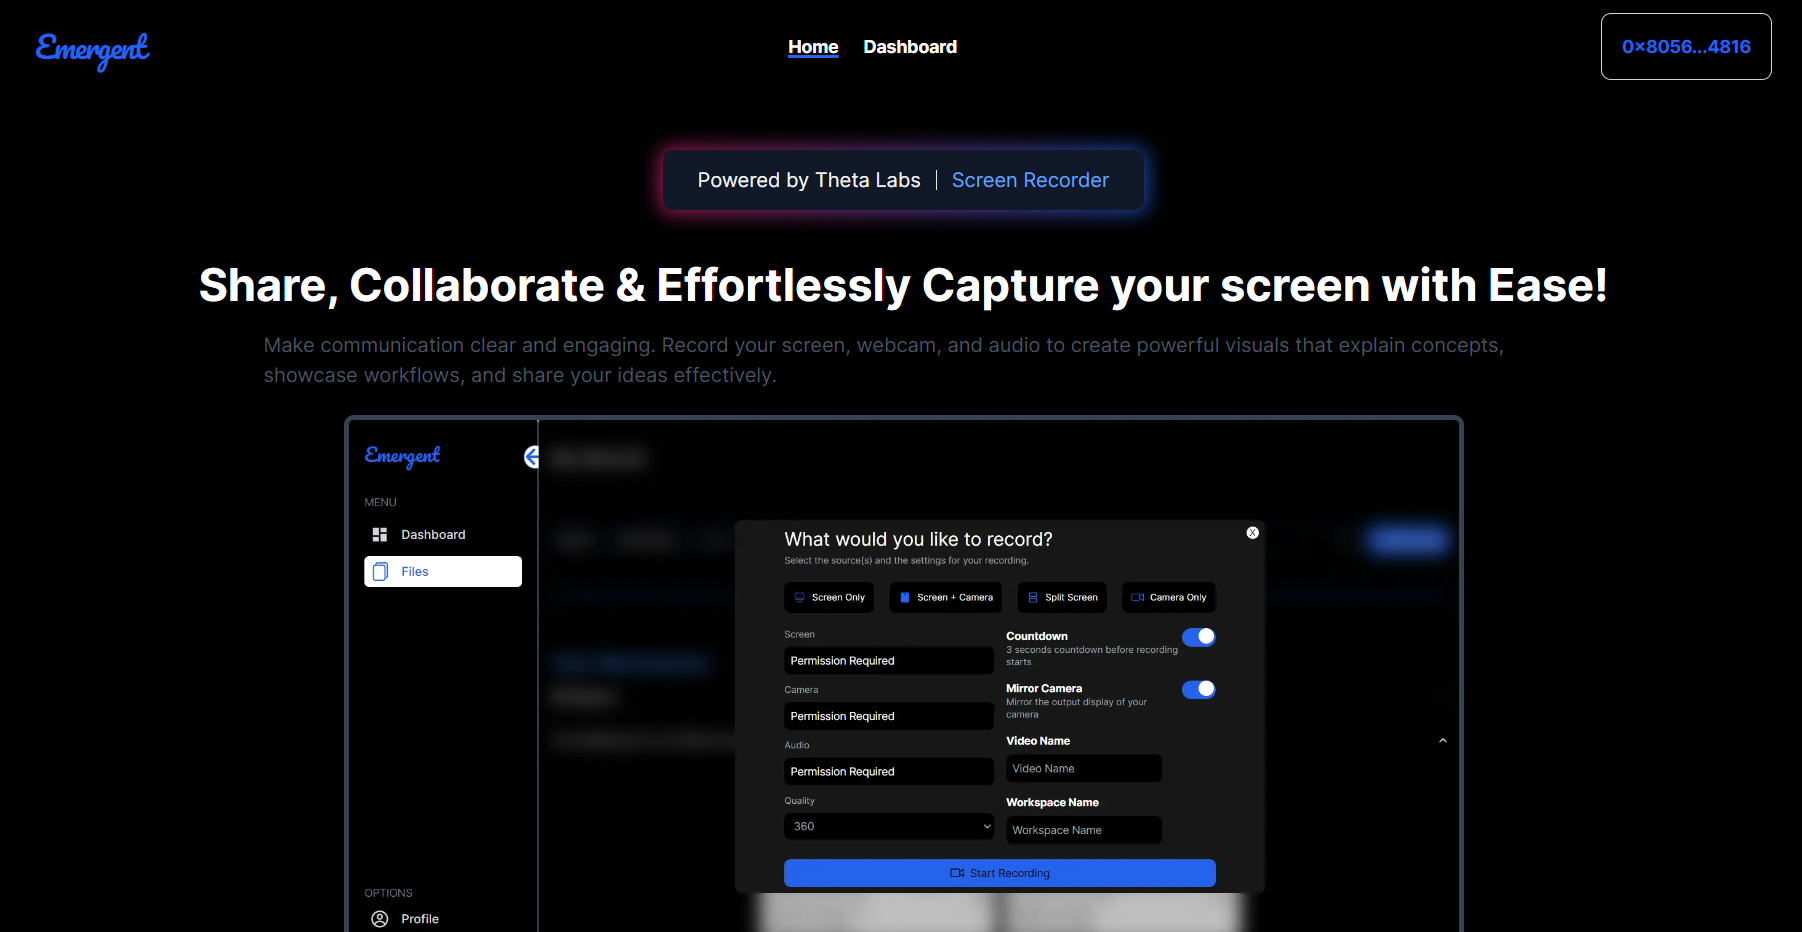 Emergent
Home
Dashboard
0×8056...4816
Powered by Theta Labs | Screen Recorder
Share, Collaborate & Effortlessly Capture your screen with Ease!
Make communication clear and engaging. Record your screen, webcam, and audio to create powerful visuals that explain concepts,
showcase workflows, and share your ideas effectively.
Emergent
MENU
Dashboard
Files
OPTIONS
Profile
What would you like to record?
X
Select the source(s) and the settings for your recording.
Screen Only
Screen + Camera
Split Screen
Camera Only
Screen
Permission Required
Camera
Permission Required
Audio
Permission Required
Quality
360
Countdown
3 seconds countdown before recording
starts
Mirror Camera
Mirror the output display of your
camera
Video Name
Video Name
Workspace Name
Workspace Name
Start Recording